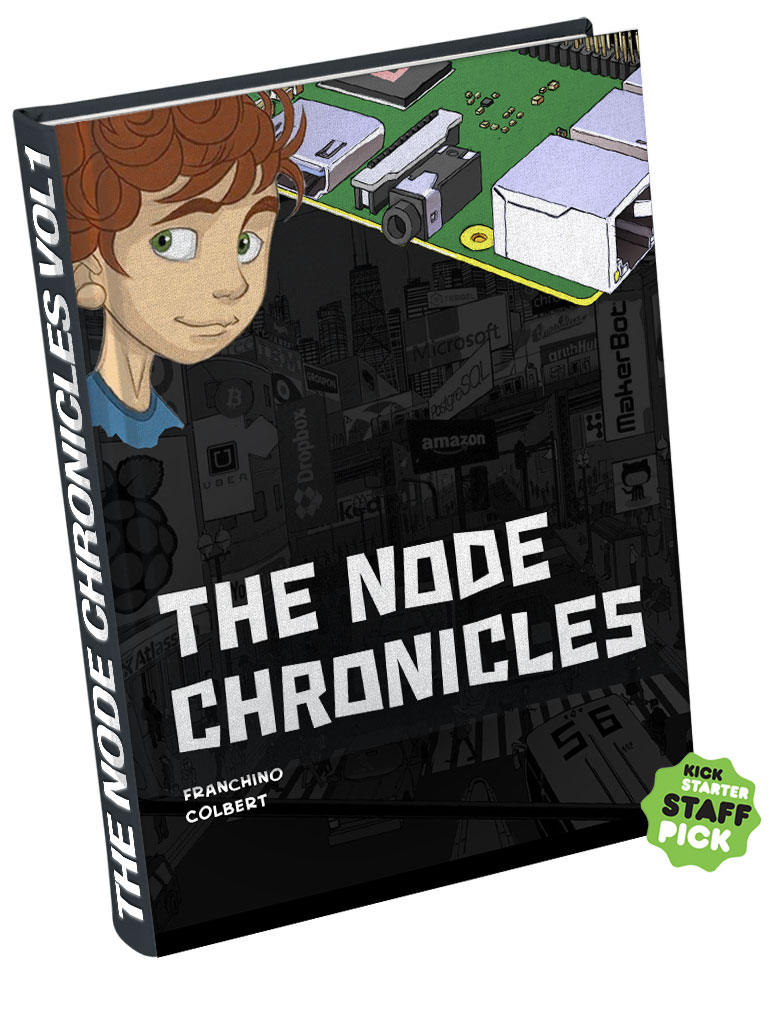 THE NODE CHRONICLES VOL 1
Microsoft
PostgreSQL
GROUPON
Dropbox
UBER
amazon
MakerBot
THE NODE
CHRONICLES
FRANCHINO
COLBERT
56
KICK
STARTER
STAFF
PICK